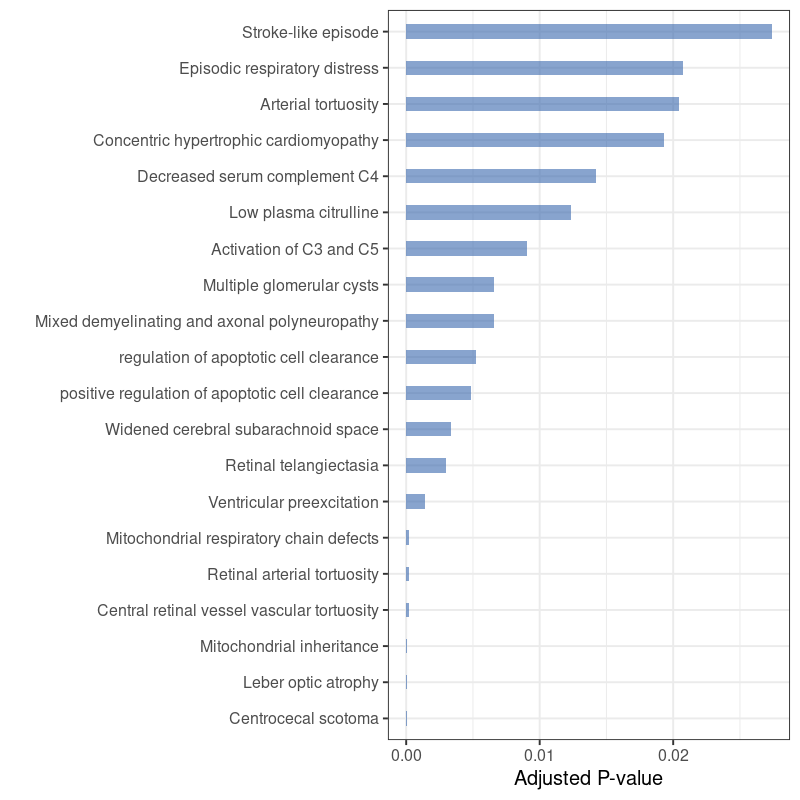 Stroke-like episode
Episodic respiratory distress
Arterial tortuosity
Concentric hypertrophic cardiomyopathy
Decreased serum complement C4
Low plasma citrulline
Activation of C3 and C5
Multiple glomerular cysts
Mixed demyelinating and axonal polyneuropathy
regulation of apoptotic cell clearance
positive regulation of apoptotic cell clearance
Widened cerebral subarachnoid space
Retinal telangiectasia
Ventricular preexcitation
Mitochondrial respiratory chain defects
Retinal arterial tortuosity
Central retinal vessel vascular tortuosity
Mitochondrial inheritance
Leber optic atrophy
Centrocecal scotoma
0.00 0.01 0.02
Adjusted P-value